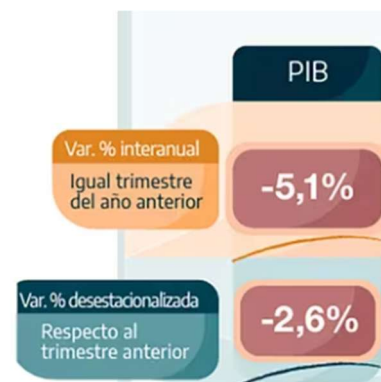 PIB
Var. % interanual
Igual trimestre
del año anterior
-5,1%
Var. % desestacionalizada
Respecto al
trimestre anterior
-2,6%